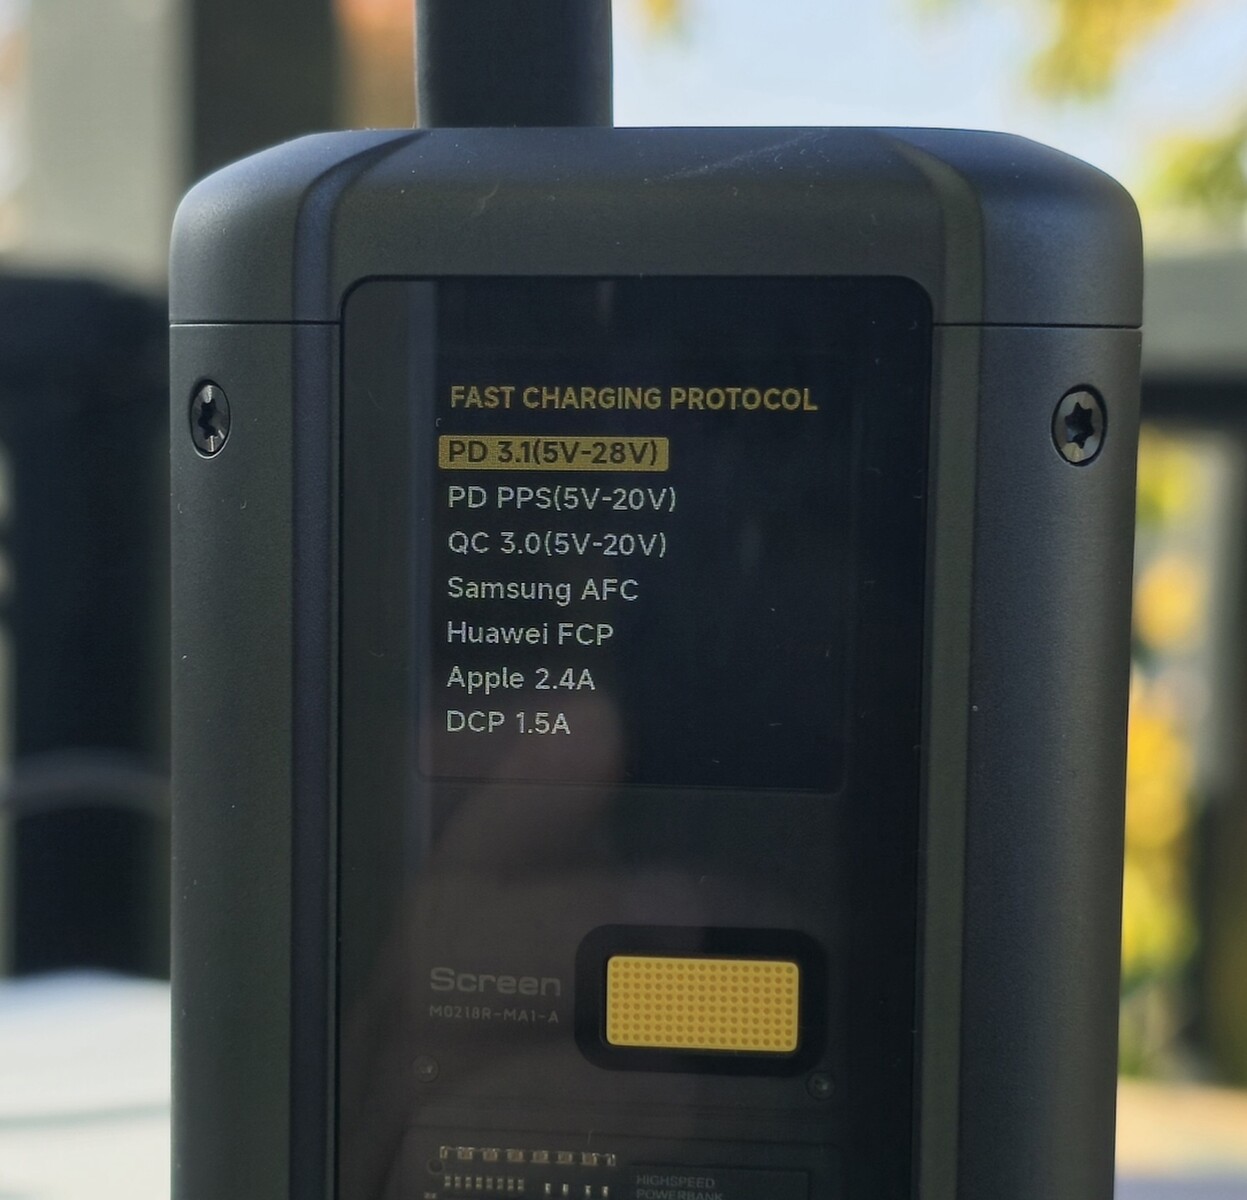 FAST CHARGING PROTOCOL
PD 3.1(5V-28V)
PD PPS(5V-20V)
QC 3.0(5V-20V)
Samsung AFC
Huawei FCP
Apple 2.4A
DCP 1.5A
Screen
M0218R-MA1-A
HIGHSPEED
POWERBANK